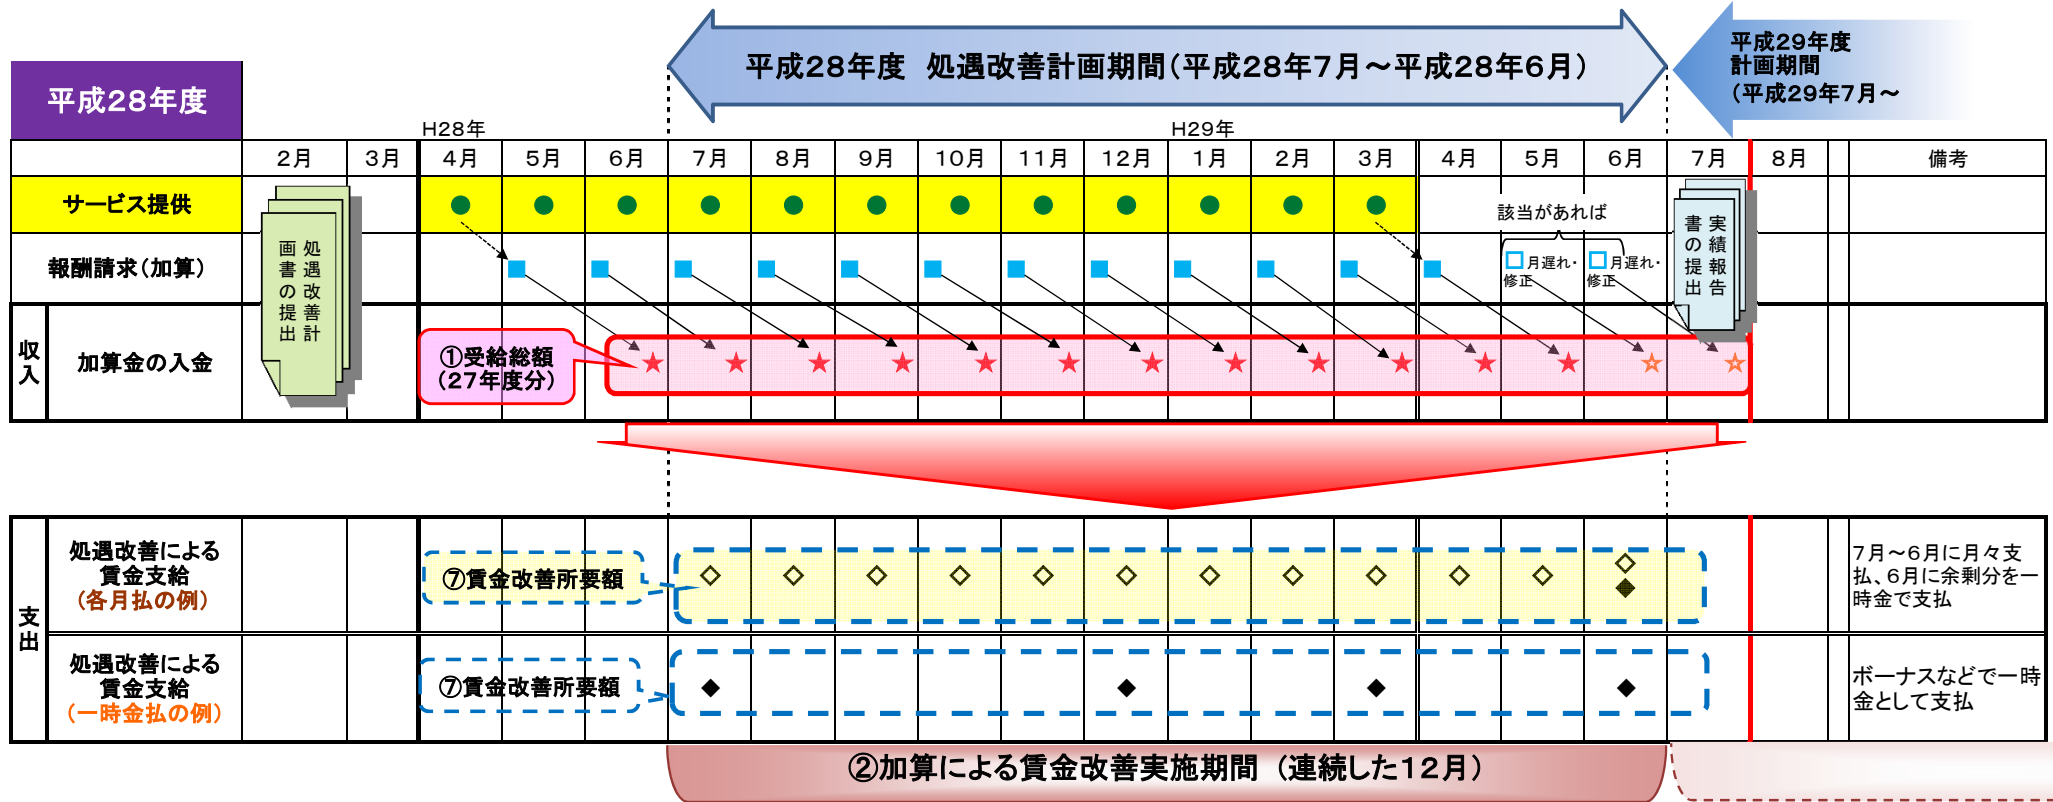 平成28年度　処遇改善計画期間（平成28年7月～平成28年6月）
平成29年度
計画期間
（平成29年7月～
平成28年度
H28年
H29年
2月
3月
4月
5月
6月
7月
8月
9月
10月
11月
12月
1月
2月
3月
4月
5月
6月
7月
8月
備考
サービス提供
該当があれば
報酬請求（加算）
処遇改善計
画書の提出
月遅れ・
修正
月遅れ・
修正
実績報告
書の提出
収入
加算金の入金
①受給総額
（27年度分）
支出
処遇改善による
賃金支給
（各月払の例）
⑦賃金改善所要額
7月～6月に月々支
払、6月に余剰分を一
時金で支払
処遇改善による
賃金支給
（一時金払の例）
⑦賃金改善所要額
ボーナスなどで一時
金として支払
②加算による賃金改善実施期間（連続した12月）